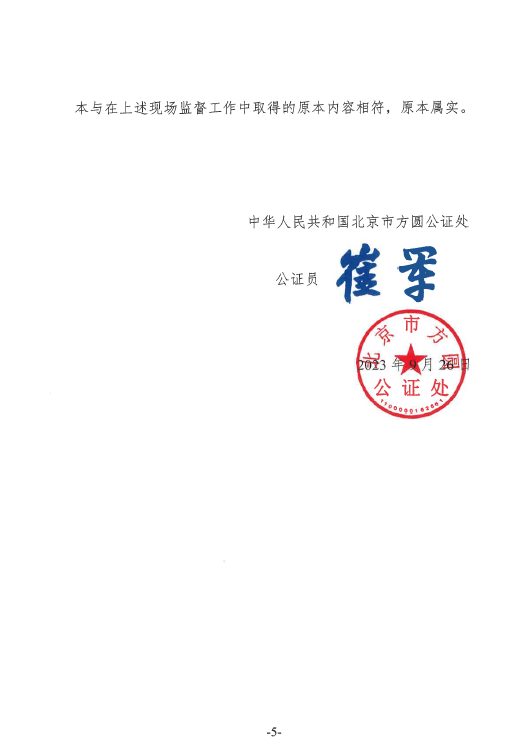 本与在上述现场监督工作中取得的原本内容相符，原本属实。
中华人民共和国北京市方圆公证处
公证员 崔军
2023 年 9 月 26 日
北京市方圆
公证处
-5-